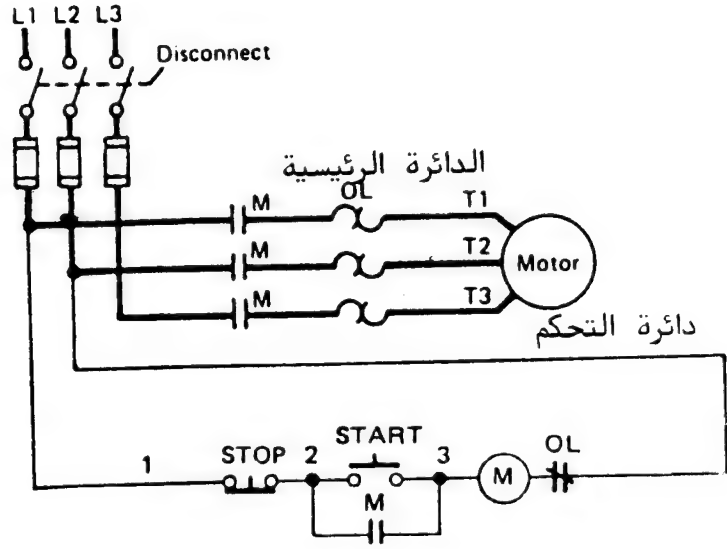 L1 L2 L3
Disconnect
الدائرة الرئيسية
M OL T1
M T2
Motor
M T3
دائرة التحكم
1 STOP 2 START 3 M OL
M